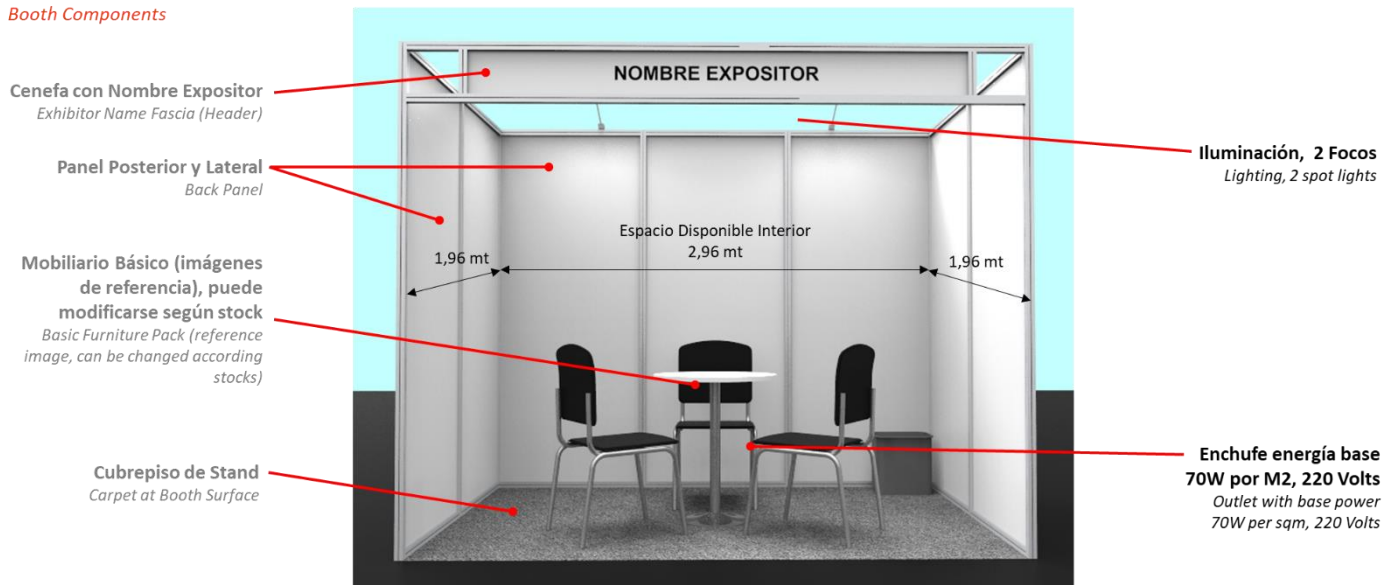 Booth Components
Cenefa con Nombre Expositor
Exhibitor Name Fascia (Header)
Panel Posterior y Lateral
Back Panel
Mobiliario Básico (imágenes
de referencia), puede
modificarse según stock
Basic Furniture Pack (reference
image, can be changed according
stocks)
Cubrepiso de Stand
Carpet at Booth Surface
NOMBRE EXPOSITOR
Espacio Disponible Interior
2,96 mt
1,96 mt
1,96 mt
Iluminación, 2 Focos
Lighting, 2 spot lights
Enchufe energía base
70W por M2, 220 Volts
Outlet with base power
70W per sqm, 220 Volts